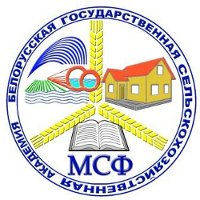 БЕЛОРУССКАЯ ГОСУДАРСТВЕННАЯ СЕЛЬСКОХОЗЯЙСТВЕННАЯ АКАДЕМИЯ
МСФ